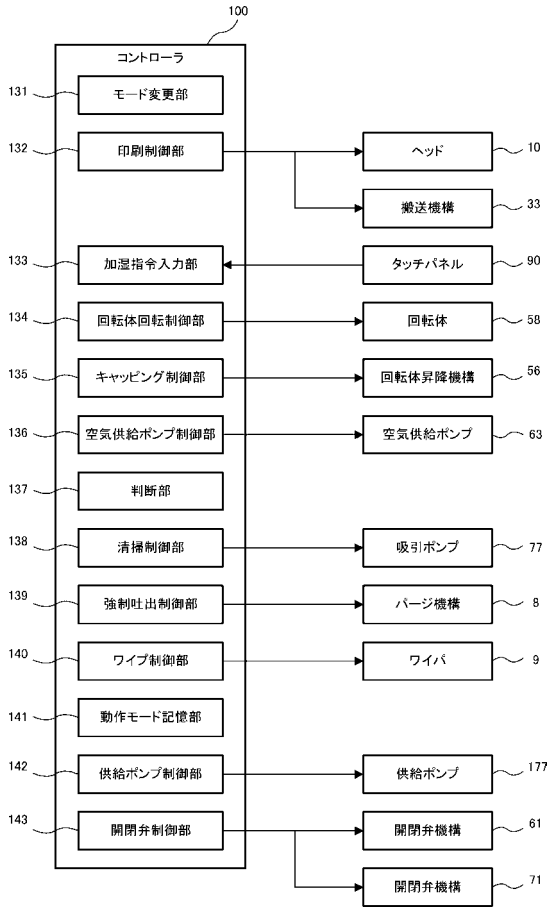 100
コントローラ
131 モード変更部
132 印刷制御部 ヘッド 10
搬送機構 33
133 加湿指令入力部 タッチパネル 90
134 回転体回転制御部 回転体 58
135 キャッピング制御部 回転体昇降機構 56
136 空気供給ポンプ制御部 空気供給ポンプ 63
137 判断部
138 清掃制御部 吸引ポンプ 77
139 強制吐出制御部 パージ機構 8
140 ワイプ制御部 ワイパ 9
141 動作モード記憶部
142 供給ポンプ制御部 供給ポンプ 177
143 開閉弁制御部 開閉弁機構 61
開閉弁機構 71